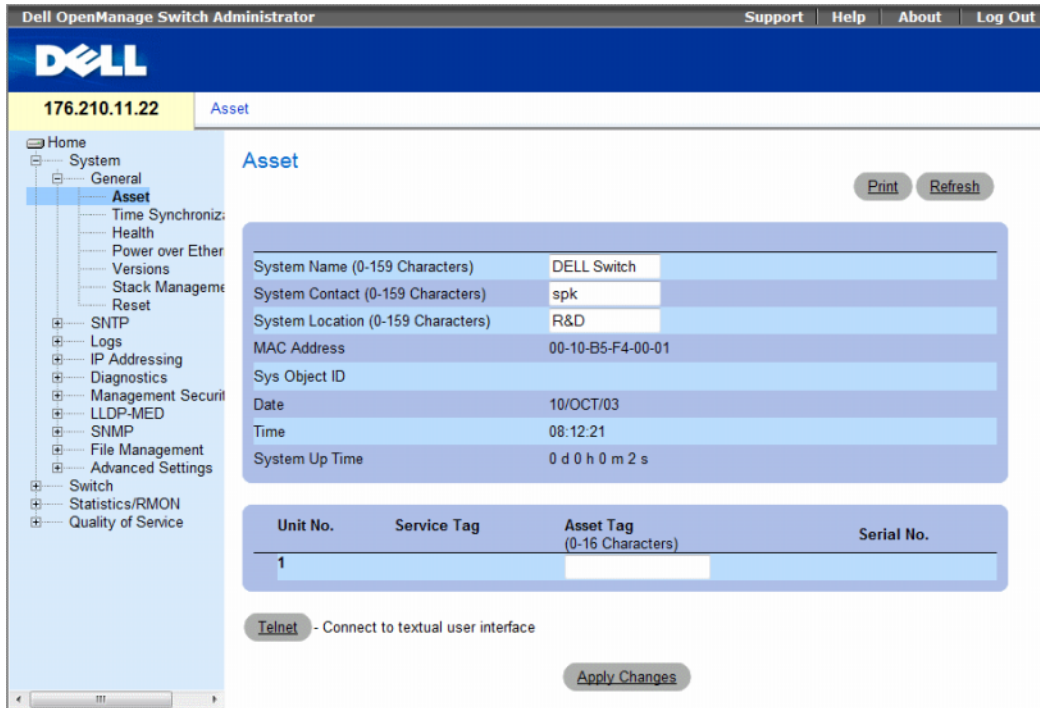 Dell OpenManage Switch Administrator
Support
Help
About
Log Out
DELL
176.210.11.22
Asset
Home
System
General
Asset
Time Synchroniza
Health
Power over Ether
Versions
Stack Manageme
Reset
SNTP
Logs
IP Addressing
Diagnostics
Management Securit
LLDP-MED
SNMP
File Management
Advanced Settings
Switch
Statistics/RMON
Quality of Service
Asset
Print
Refresh
System Name (0-159 Characters) DELL Switch
System Contact (0-159 Characters) spk
System Location (0-159 Characters) R&D
MAC Address 00-10-B5-F4-00-01
Sys Object ID
Date 10/OCT/03
Time 08:12:21
System Up Time 0 d 0 h 0 m 2 s
Unit No. Service Tag Asset Tag Serial No.
(0-16 Characters)
1
Telnet - Connect to textual user interface
Apply Changes